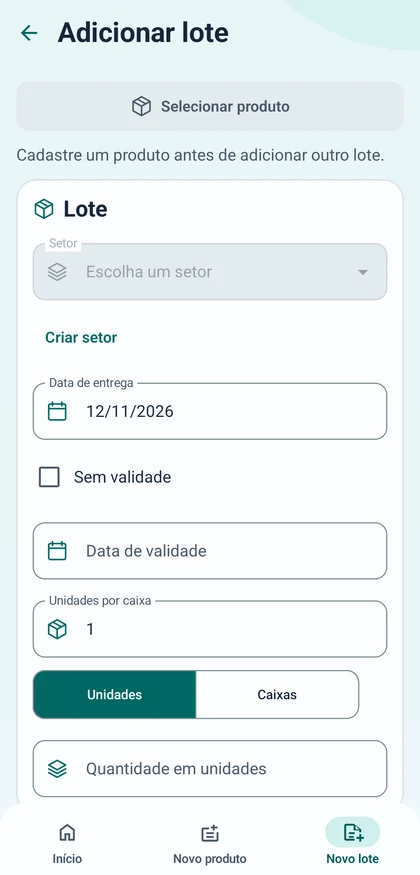 Adicionar lote
Selecionar produto
Cadastre um produto antes de adicionar outro lote.
Lote
Setor
Escolha um setor
Criar setor
Data de entrega
12/11/2026
Sem validade
Data de validade
Unidades por caixa
1
Unidades Caixas
Quantidade em unidades
Início Novo produto Novo lote